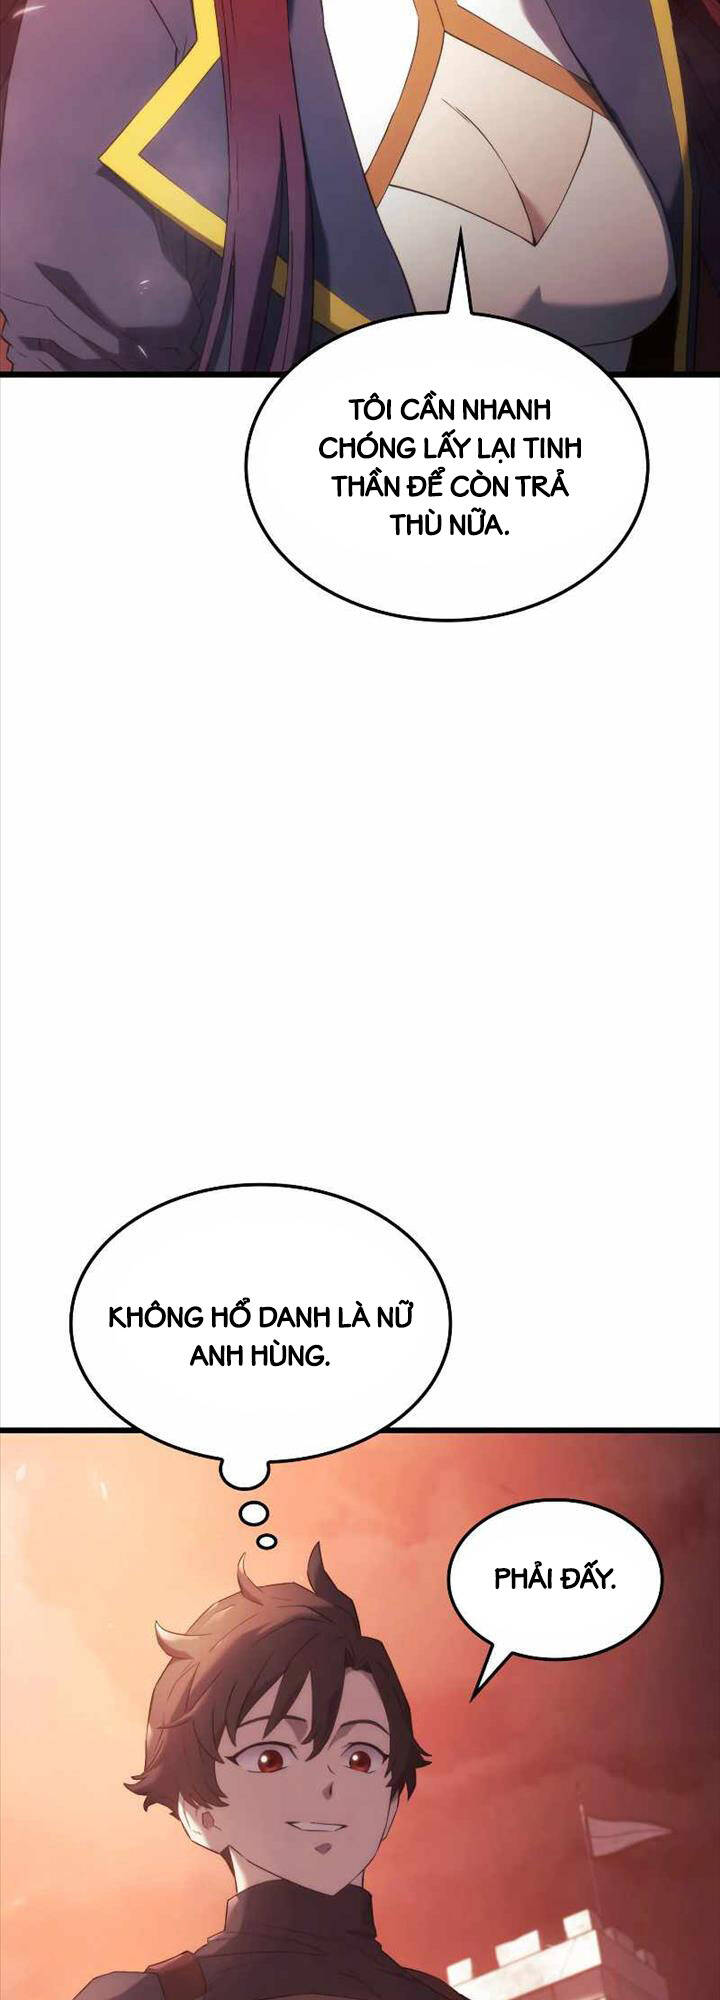 TÔI CẦN NHANH
CHÓNG LẤY LẠI TINH
THẦN ĐỂ CÒN TRẢ
THÙ NỮA.
KHÔNG HỔ DANH LÀ NỮ
ANH HÙNG.
PHẢI ĐẤY.